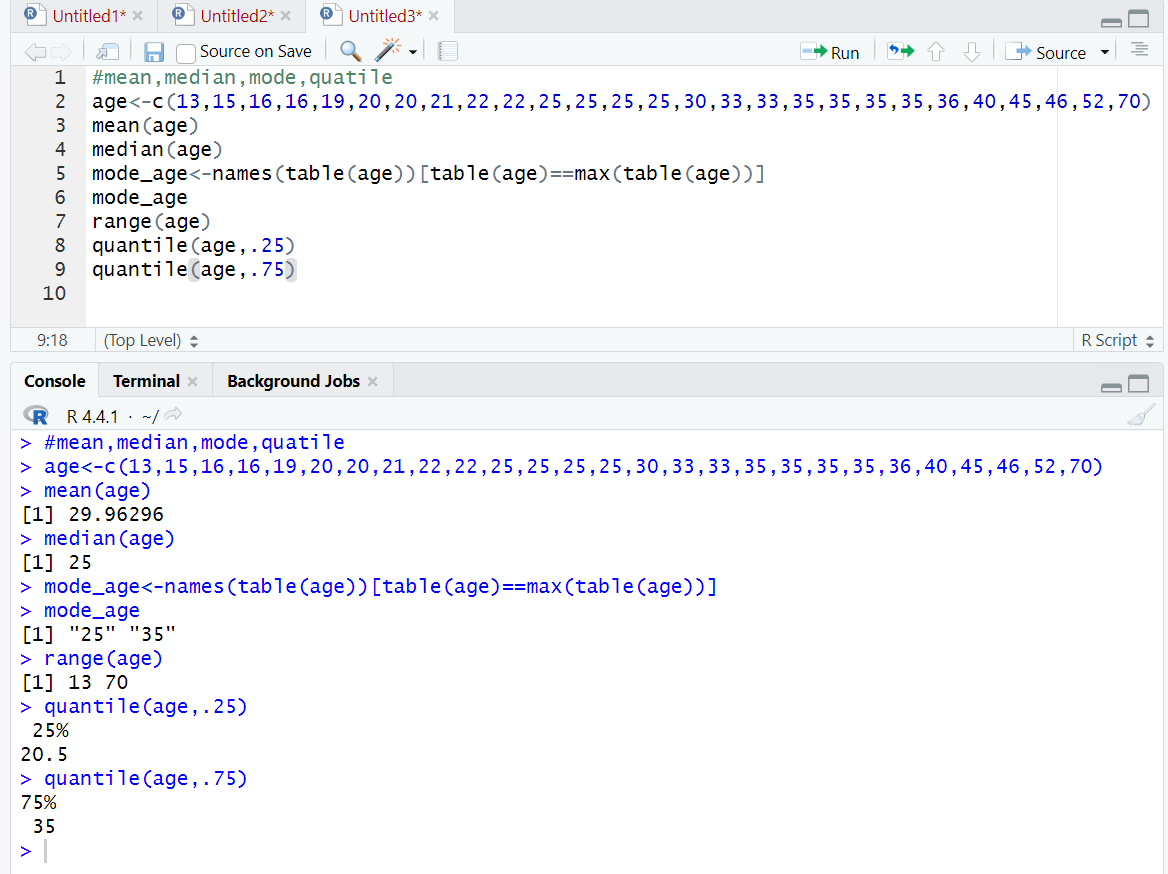 Untitled1* × Untitled2* × Untitled3* ×
Source on Save Run Source
1 #mean,median,mode,quatile
2 age<-c(13,15,16,16,19,20,20,21,22,22,25,25,25,25,30,33,33,35,35,35,35,36,40,45,46,52,70)
3 mean(age)
4 median(age)
5 mode_age<-names(table(age))[table(age)==max(table(age))]
6 mode_age
7 range(age)
8 quantile(age,.25)
9 quantile(age,.75)
10
9:18 (Top Level) R Script
Console Terminal × Background Jobs ×
R R 4.4.1 · ~/
> #mean,median,mode,quatile
> age<-c(13,15,16,16,19,20,20,21,22,22,25,25,25,25,30,33,33,35,35,35,35,36,40,45,46,52,70)
> mean(age)
[1] 29.96296
> median(age)
[1] 25
> mode_age<-names(table(age))[table(age)==max(table(age))]
> mode_age
[1] "25" "35"
> range(age)
[1] 13 70
> quantile(age,.25)
25%
20.5
> quantile(age,.75)
75%
35
>